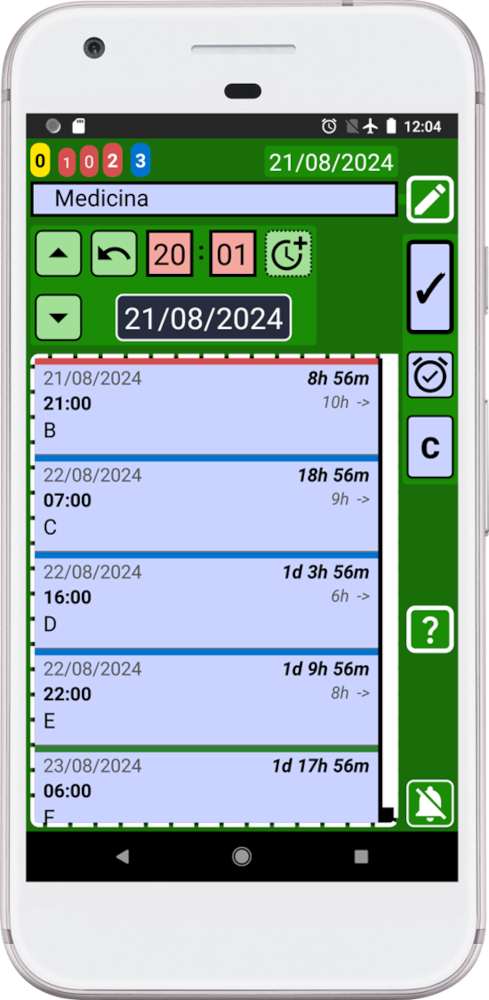 12:04
0 1 0 2 3 21/08/2024
Medicina
20 : 01
21/08/2024
✓
C
?
21/08/2024 8h 56m
21:00 10h ->
B
22/08/2024 18h 56m
07:00 9h ->
C
22/08/2024 1d 3h 56m
16:00 6h ->
D
22/08/2024 1d 9h 56m
22:00 8h ->
E
23/08/2024 1d 17h 56m
06:00